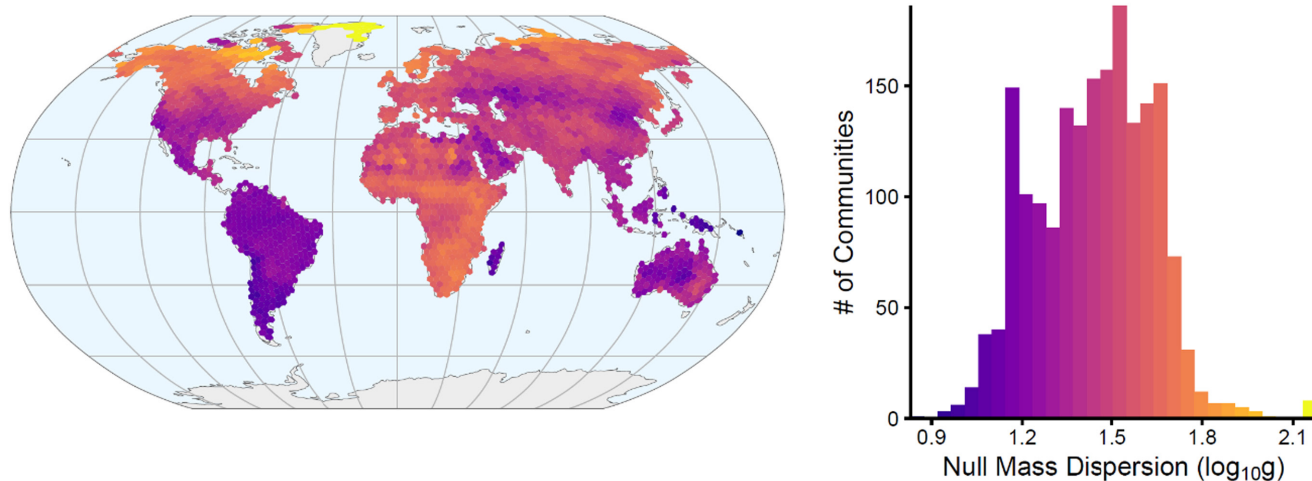 # of Communities
150
100
50
0
0.9 1.2 1.5 1.8 2.1
Null Mass Dispersion (log₁₀g)